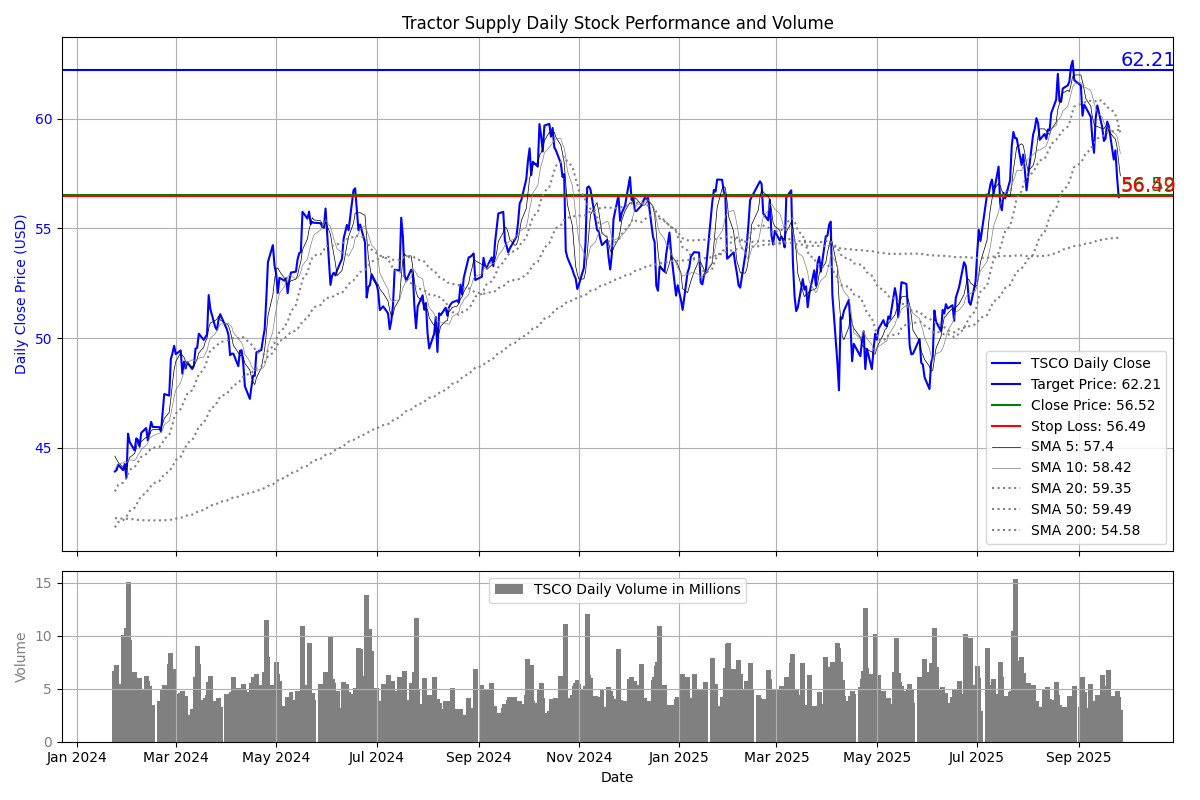 Tractor Supply Daily Stock Performance and Volume
62.21
60
56.49
55
50
45
Daily Close Price (USD)
TSCO Daily Close
Target Price: 62.21
Close Price: 56.52
Stop Loss: 56.49
SMA 5: 57.4
SMA 10: 58.42
SMA 20: 59.35
SMA 50: 59.49
SMA 200: 54.58
15
10
5
0
Volume
TSCO Daily Volume in Millions
Jan 2024 Mar 2024 May 2024 Jul 2024 Sep 2024 Nov 2024 Jan 2025 Mar 2025 May 2025 Jul 2025 Sep 2025
Date